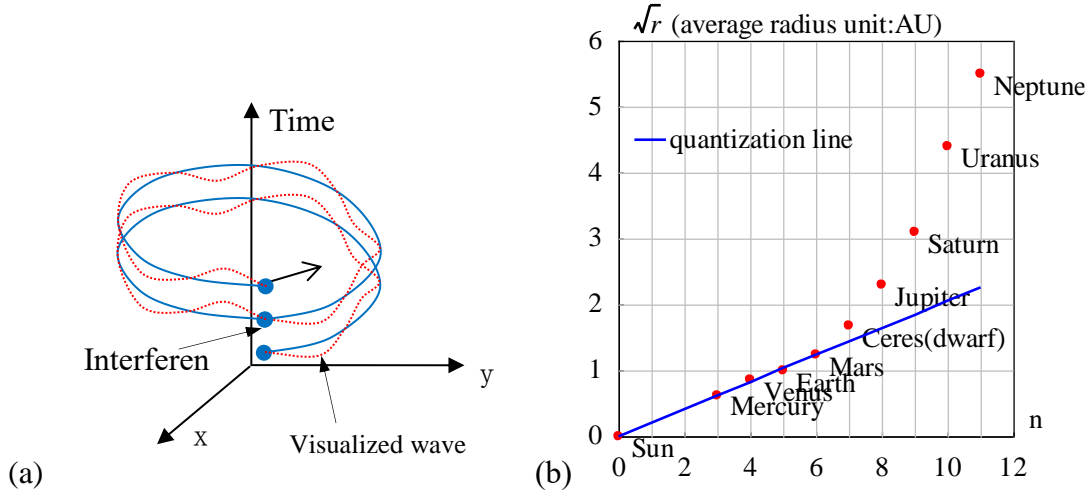 Time
Interferen
y
x
Visualized wave
(a)
√r (average radius unit:AU)
6
5
4
3
2
1
0
quantization line
Neptune
Uranus
Saturn
Jupiter
Ceres(dwarf)
Mars
Earth
Venus
Mercury
Sun
n
0 2 4 6 8 10 12
(b)